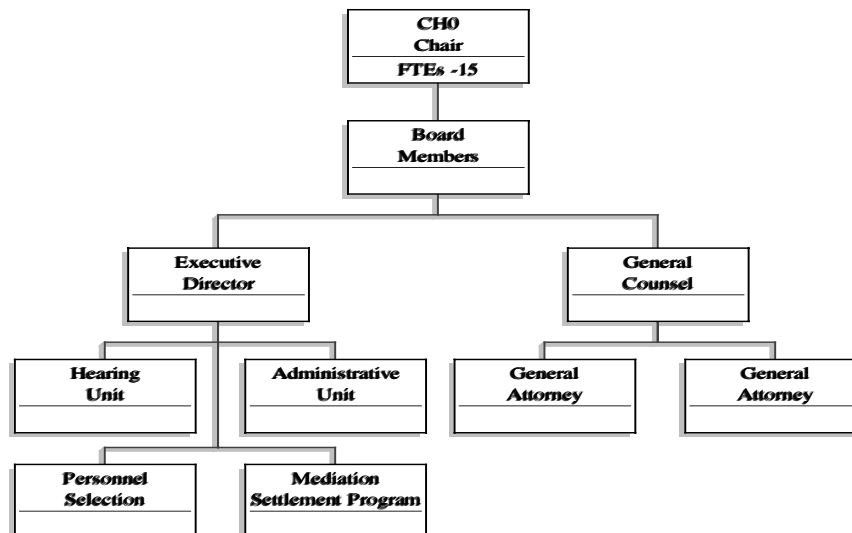 CH0
Chair
FTEs -15
Board
Members
Executive
Director
General
Counsel
Hearing
Unit
Administrative
Unit
General
Attorney
General
Attorney
Personnel
Selection
Mediation
Settlement Program